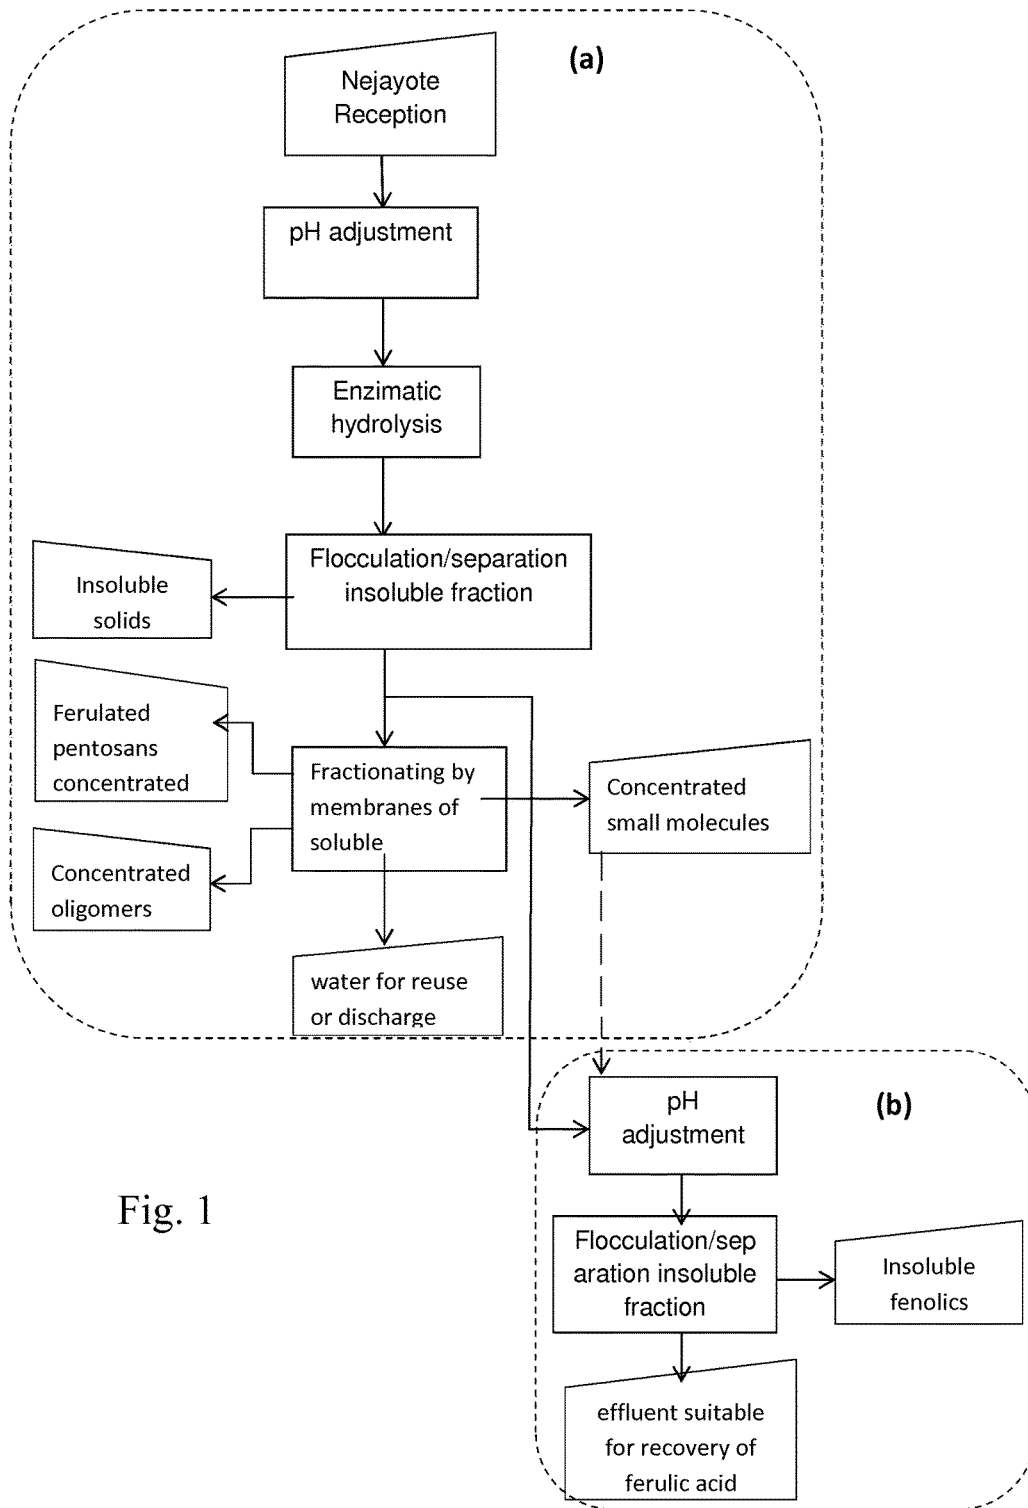 (a)
Nejayote
Reception
pH adjustment
Enzimatic
hydrolysis
Flocculation/separation
insoluble fraction
Insoluble
solids
Ferulated
pentosans
concentrated
Fractionating by
membranes of
soluble
Concentrated
small molecules
Concentrated
oligomers
water for reuse
or discharge
(b)
pH
adjustment
Fig. 1
Flocculation/sep
aration insoluble
fraction
Insoluble
fenolics
effluent suitable
for recovery of
ferulic acid